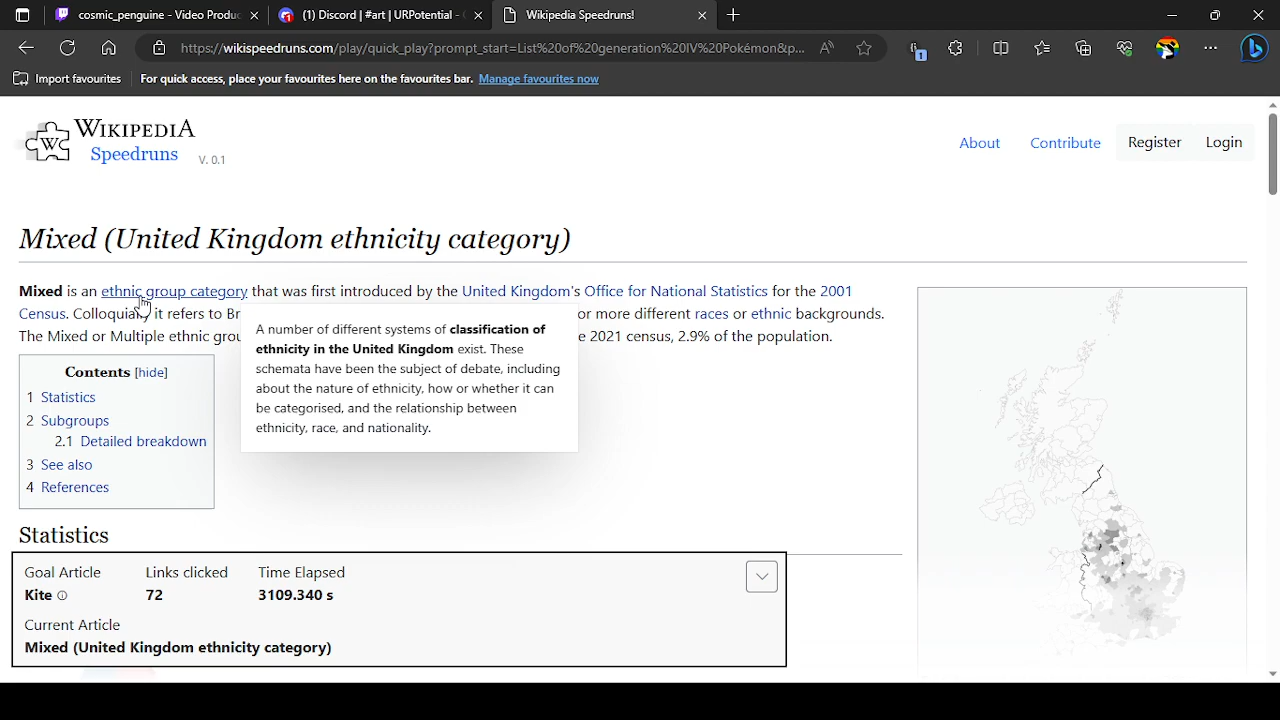 cosmic_penguine - Video Produc
(1) Discord | #art | URPotential -
Wikipedia Speedruns!
https://wikispeedruns.com/play/quick_play?prompt_start=List%20of%20generation%20IV%20Pokémon&p...
1
Import favourites
For quick access, place your favourites here on the favourites bar. Manage favourites now
WIKIPEDIA
Speedruns V. 0.1
About Contribute Register Login
Mixed (United Kingdom ethnicity category)
Mixed is an ethnic group category that was first introduced by the United Kingdom's Office for National Statistics for the 2001
Census. Colloquially it refers to Br or more different races or ethnic backgrounds.
The Mixed or Multiple ethnic grou e 2021 census, 2.9% of the population.
A number of different systems of classification of
ethnicity in the United Kingdom exist. These
schemata have been the subject of debate, including
about the nature of ethnicity, how or whether it can
be categorised, and the relationship between
ethnicity, race, and nationality.
Contents [hide]
1 Statistics
2 Subgroups
2.1 Detailed breakdown
3 See also
4 References
Statistics
Goal Article Links clicked Time Elapsed
Kite 72 3109.340 s
Current Article
Mixed (United Kingdom ethnicity category)